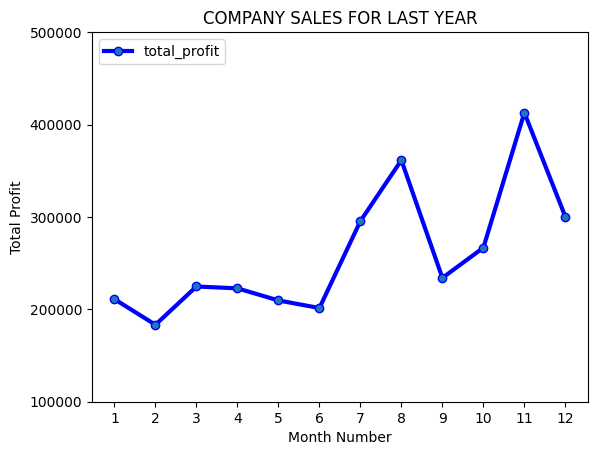 COMPANY SALES FOR LAST YEAR
total_profit
500000
400000
300000
200000
100000
Total Profit
1 2 3 4 5 6 7 8 9 10 11 12
Month Number